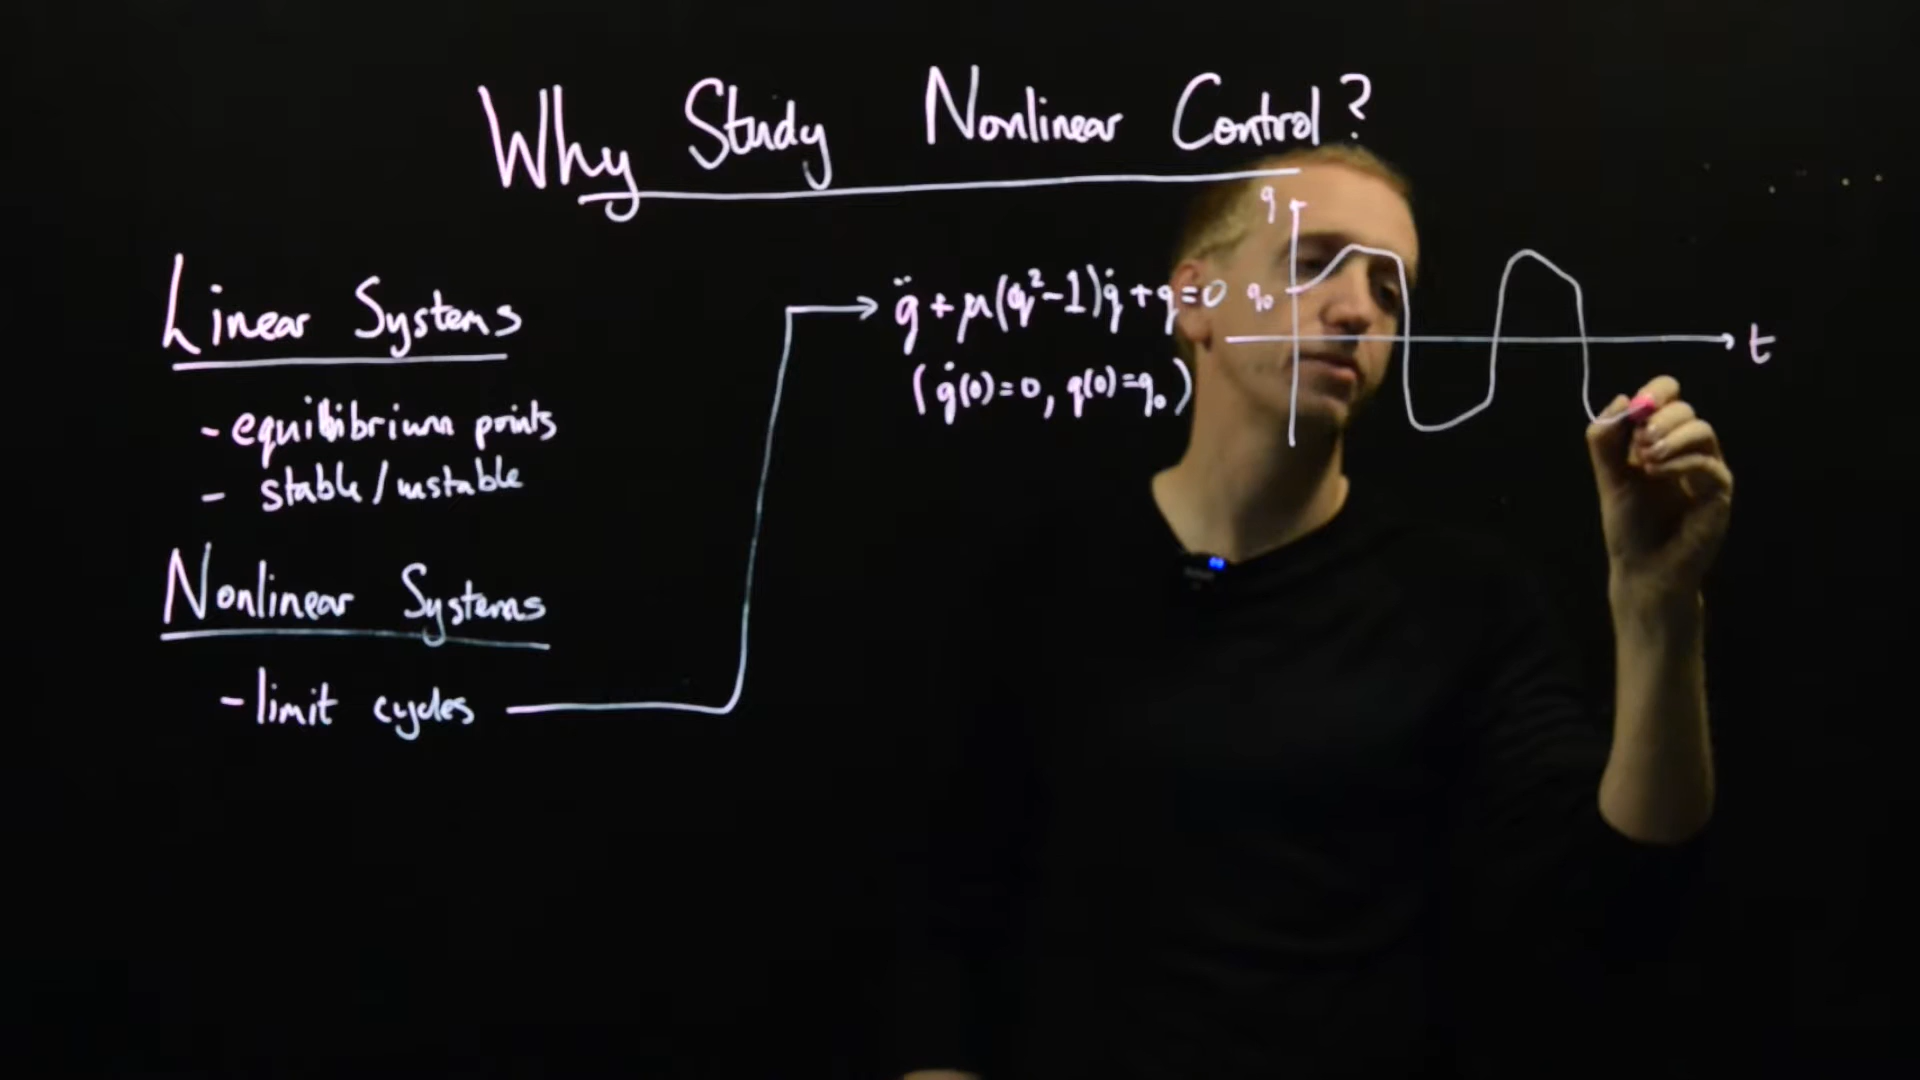 Why Study Nonlinear Control?
Linear Systems
- equilibrium points
- stable/unstable
Nonlinear Systems
- limit cycles
q̈ + μ(q²-1)q̇ + q = 0
(q̇(0)=0, q(0)=q₀)
q
q₀
t